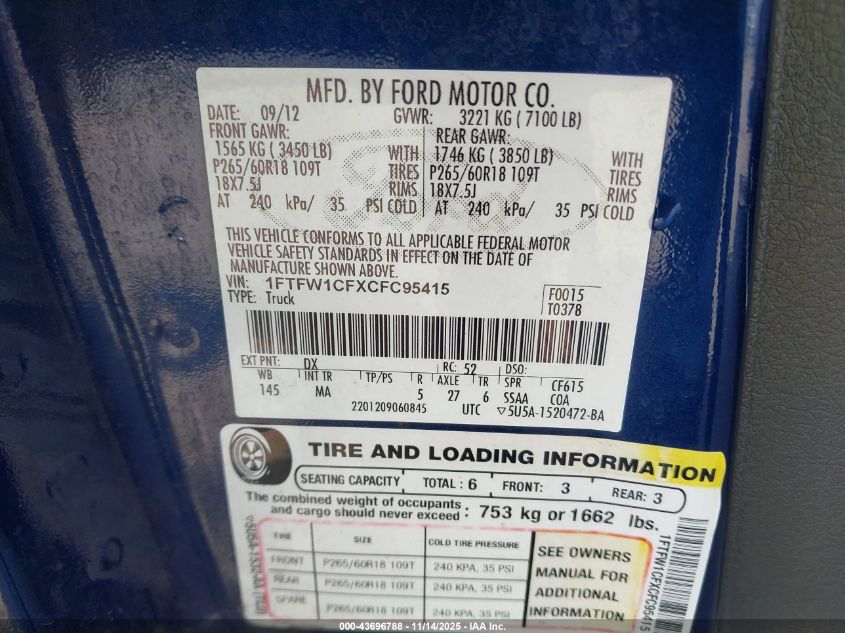 MFD. BY FORD MOTOR CO.
DATE: 09/12 GVWR: 3221 KG ( 7100 LB)
FRONT GAWR: REAR GAWR:
1565 KG ( 3450 LB) WITH 1746 KG ( 3850 LB) WITH
P265/60R18 109T TIRES P265/60R18 109T TIRES
18X7.5J RIMS 18X7.5J RIMS
AT 240 kPa/ 35 PSI COLD AT 240 kPa/ 35 PSI COLD
THIS VEHICLE CONFORMS TO ALL APPLICABLE FEDERAL MOTOR
VEHICLE SAFETY STANDARDS IN EFFECT ON THE DATE OF
MANUFACTURE SHOWN ABOVE.
VIN: 1FTFW1CFXCFC95415 F0015
TYPE: Truck T0378
EXT PNT: DX RC: 52 DSO:
WB INT TR TP/PS R AXLE TR SPR CF615
145 MA 5 27 6 SSAA COA
2201209060845 UTC ▽5U5A-1520472-BA
TIRE AND LOADING INFORMATION
SEATING CAPACITY TOTAL : 6 FRONT: 3 REAR: 3
The combined weight of occupants
and cargo should never exceed : 753 kg or 1662 lbs.
TIRE SIZE COLD TIRE PRESSURE
FRONT P265/60R18 109T 240 KPA, 35 PSI
REAR P265/60R18 109T 240 KPA, 35 PSI
SPARE P265/60R18 109T 240 KPA, 35 PSI
SEE OWNERS
MANUAL FOR
ADDITIONAL
INFORMATION
1FTFW1CFXCFC95415
000-43696788 - 11/14/2025 - IAA Inc.